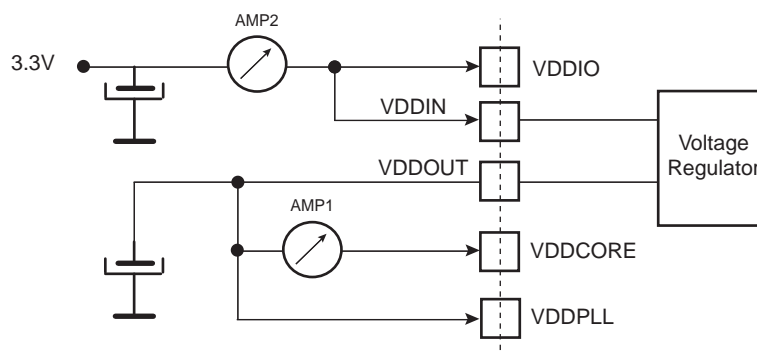 AMP2
3.3V
VDDIO
VDDIN
Voltage
Regulator
VDDOUT
AMP1
VDDCORE
VDDPLL